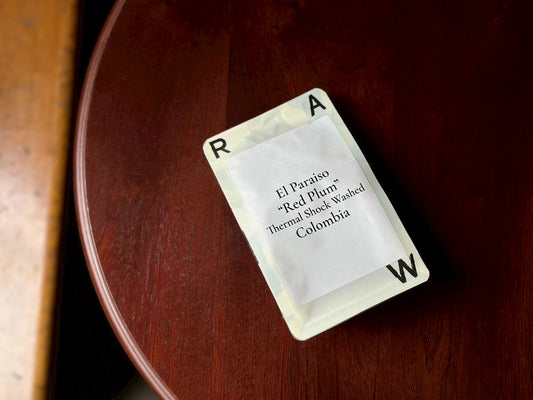 R A
El Paraiso
“Red Plum”
Thermal Shock Washed
Colombia
W